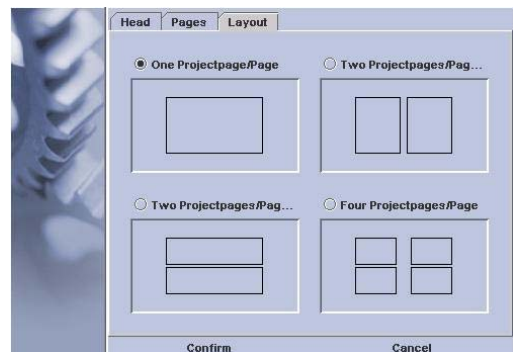 Head Pages Layout
One Projectpage/Page Two Projectpages/Pag...
Two Projectpages/Pag... Four Projectpages/Page
Confirm Cancel